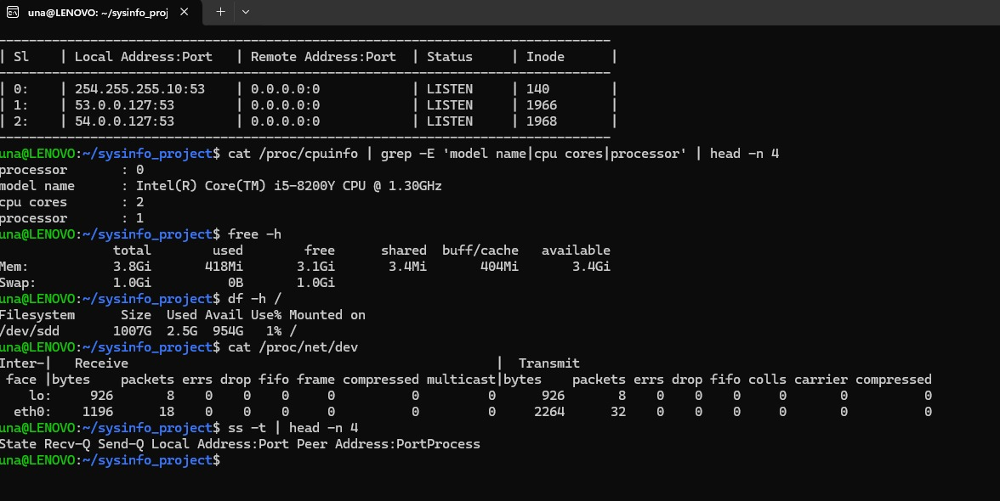 una@LENOVO: ~/sysinfo_proj
| Sl | Local Address:Port | Remote Address:Port | Status | Inode |
| 0: | 254.255.255.10:53 | 0.0.0.0:0 | LISTEN | 140 |
| 1: | 53.0.0.127:53 | 0.0.0.0:0 | LISTEN | 1966 |
| 2: | 54.0.0.127:53 | 0.0.0.0:0 | LISTEN | 1968 |
una@LENOVO:~/sysinfo_project$ cat /proc/cpuinfo | grep -E 'model name|cpu cores|processor' | head -n 4
processor : 0
model name : Intel(R) Core(TM) i5-8200Y CPU @ 1.30GHz
cpu cores : 2
processor : 1
una@LENOVO:~/sysinfo_project$ free -h
total used free shared buff/cache available
Mem: 3.8Gi 418Mi 3.1Gi 3.4Mi 404Mi 3.4Gi
Swap: 1.0Gi 0B 1.0Gi
una@LENOVO:~/sysinfo_project$ df -h /
Filesystem Size Used Avail Use% Mounted on
/dev/sdd 1007G 2.5G 954G 1% /
una@LENOVO:~/sysinfo_project$ cat /proc/net/dev
Inter-| Receive | Transmit
face |bytes packets errs drop fifo frame compressed multicast|bytes packets errs drop fifo colls carrier compressed
lo: 926 8 0 0 0 0 0 0 926 8 0 0 0 0 0 0
eth0: 1196 18 0 0 0 0 0 0 2264 32 0 0 0 0 0 0
una@LENOVO:~/sysinfo_project$ ss -t | head -n 4
State Recv-Q Send-Q Local Address:Port Peer Address:PortProcess
una@LENOVO:~/sysinfo_project$